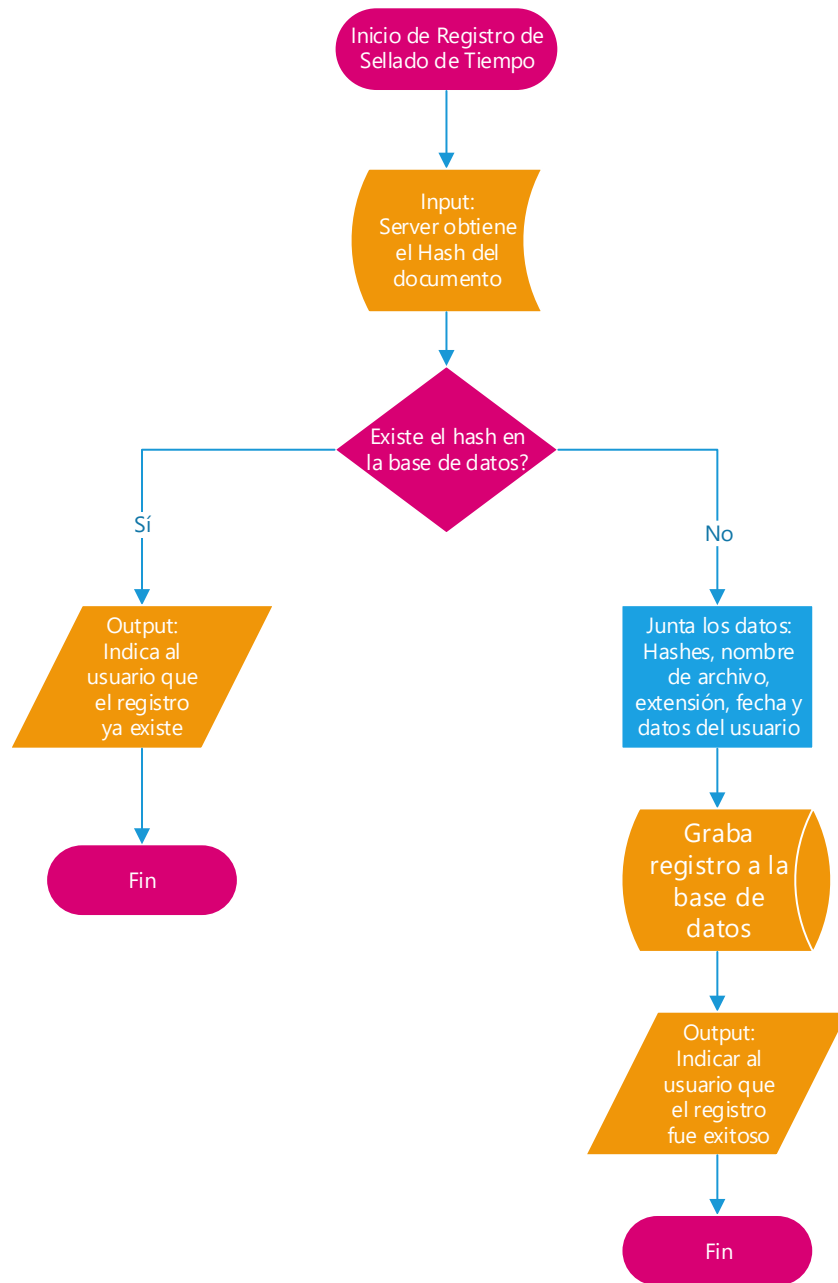 Inicio de Registro de
Sellado de Tiempo
Input:
Server obtiene
el Hash del
documento
Existe el hash en
la base de datos?
Sí
No
Output:
Indica al
usuario que
el registro
ya existe
Fin
Junta los datos:
Hashes, nombre
de archivo,
extensión, fecha y
datos del usuario
Graba
registro a la
base de
datos
Output:
Indicar al
usuario que
el registro
fue exitoso
Fin